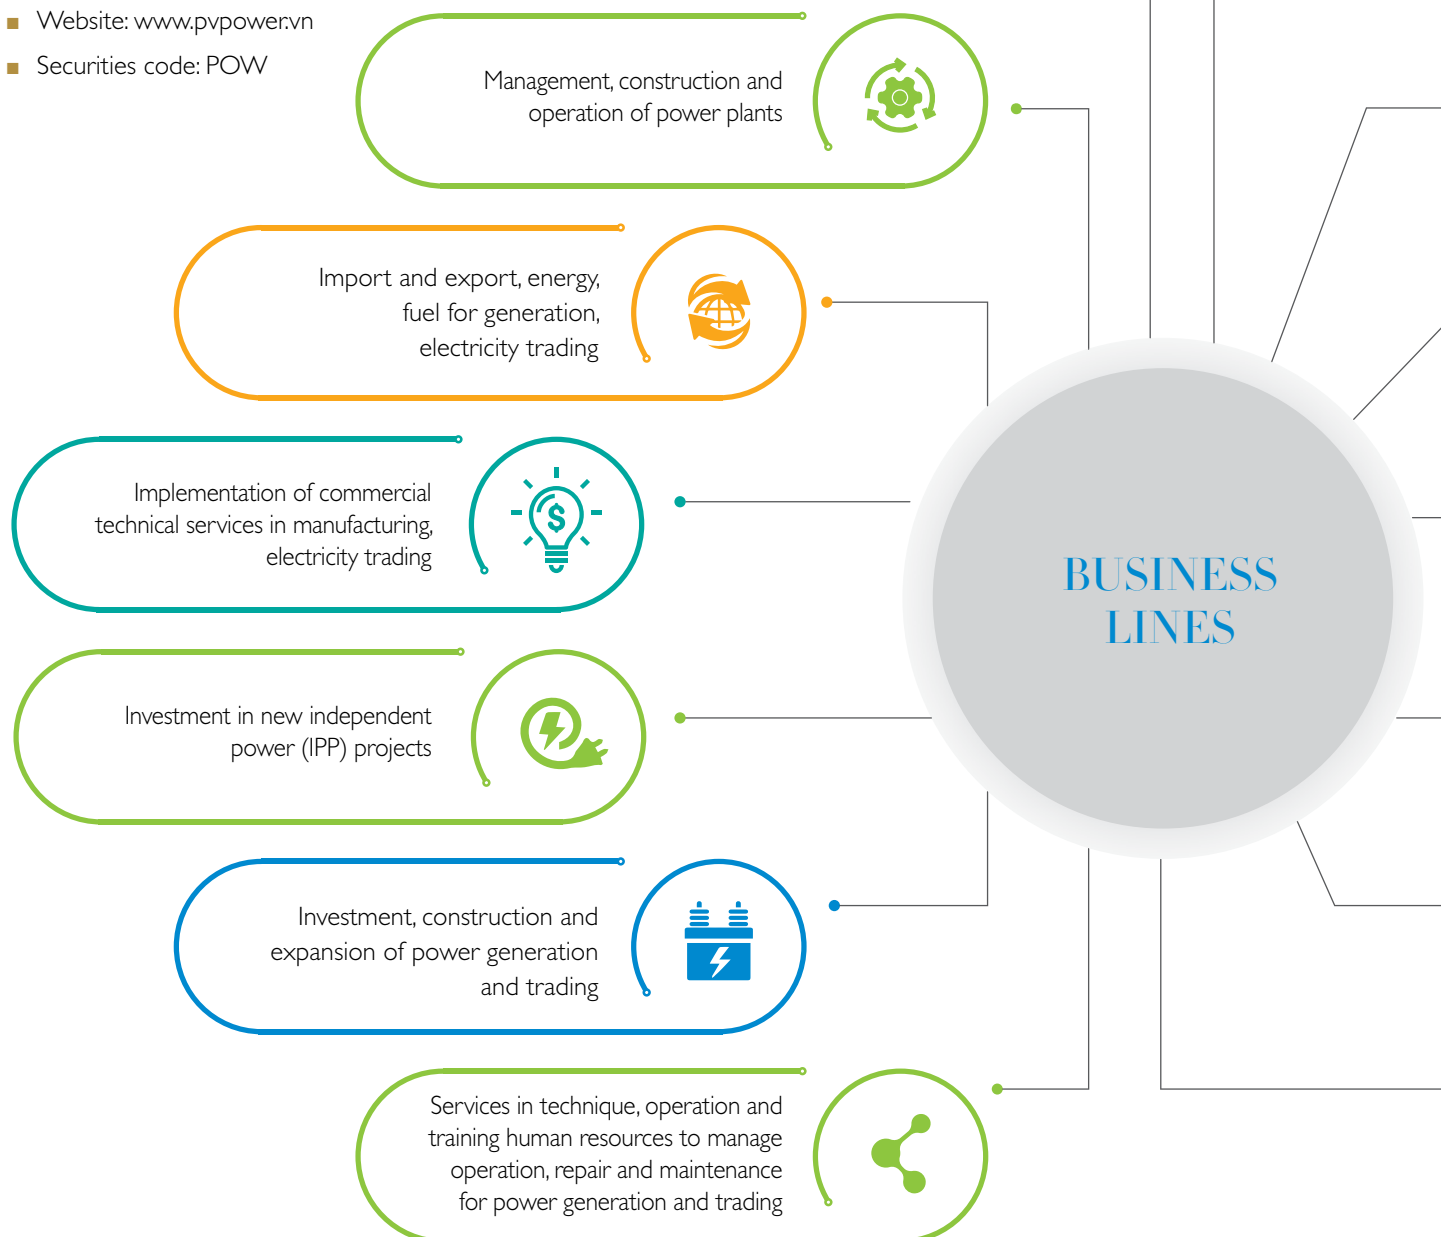 ■ Website: www.pvpower.vn
■ Securities code: POW
Management, construction and
operation of power plants
Import and export, energy,
fuel for generation,
electricity trading
$
Implementation of commercial
technical services in manufacturing,
electricity trading
BUSINESS
LINES
Investment in new independent
power (IPP) projects
Investment, construction and
expansion of power generation
and trading
Services in technique, operation and
training human resources to manage
operation, repair and maintenance
for power generation and trading